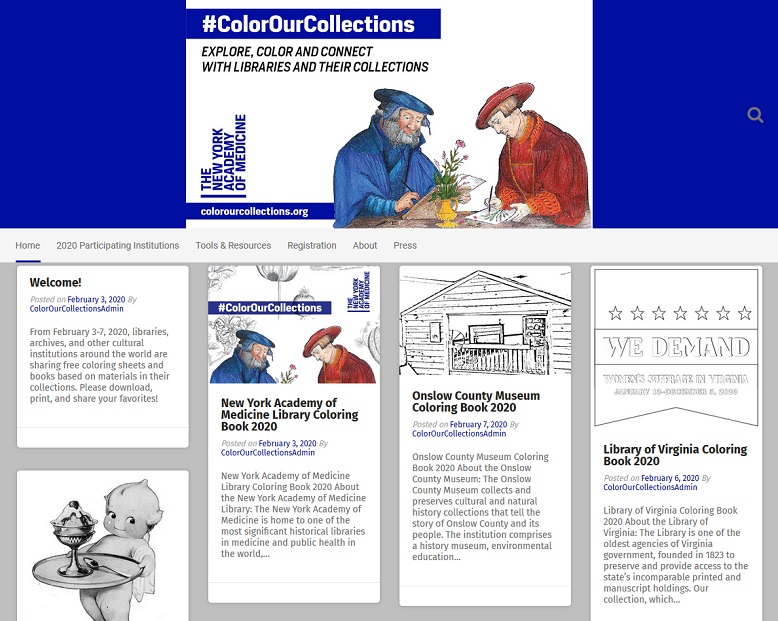 #ColorOurCollections
EXPLORE, COLOR AND CONNECT
WITH LIBRARIES AND THEIR COLLECTIONS
THE
NEW YORK
ACADEMY
OF MEDICINE
colorourcollections.org
Home 2020 Participating Institutions Tools & Resources Registration About Press
Welcome!
Posted on February 3, 2020 By
ColorOurCollectionsAdmin
From February 3-7, 2020, libraries,
archives, and other cultural
institutions around the world are
sharing free coloring sheets and
books based on materials in their
collections. Please download,
print, and share your favorites!
#ColorOurCollections
THE
NEW YORK
ACADEMY
OF MEDICINE
New York Academy of
Medicine Library Coloring
Book 2020
Posted on February 3, 2020 By
ColorOurCollectionsAdmin
New York Academy of Medicine
Library Coloring Book 2020 About
the New York Academy of Medicine
Library: The New York Academy of
Medicine is home to one of the
most significant historical libraries
in medicine and public health in
the world,...
Onslow County Museum
Coloring Book 2020
Posted on February 7, 2020 By
ColorOurCollectionsAdmin
Onslow County Museum Coloring
Book 2020 About the Onslow
County Museum: The Onslow
County Museum collects and
preserves cultural and natural
history collections that tell the
story of Onslow County and its
people. The institution comprises
a history museum, environmental
education...
WE DEMAND
WOMEN'S SUFFRAGE IN VIRGINIA
JANUARY 13–DECEMBER 5, 2020
Library of Virginia Coloring
Book 2020
Posted on February 6, 2020 By
ColorOurCollectionsAdmin
Library of Virginia Coloring Book
2020 About the Library of
Virginia: The Library is one of the
oldest agencies of Virginia
government, founded in 1823 to
preserve and provide access to the
state's incomparable printed and
manuscript holdings. Our
collection, which...